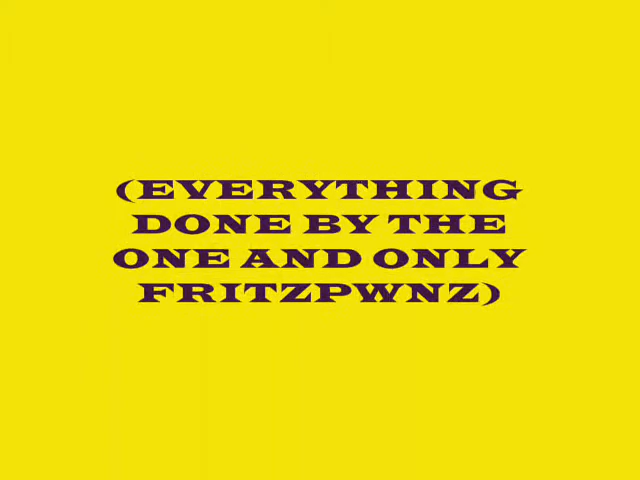 (EVERYTHING
DONE BY THE
ONE AND ONLY
FRITZPWNZ)